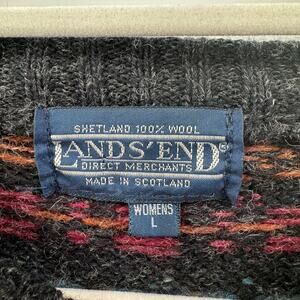 SHETLAND 100% WOOL
LANDS' END®
DIRECT MERCHANTS
MADE IN SCOTLAND
WOMENS
L